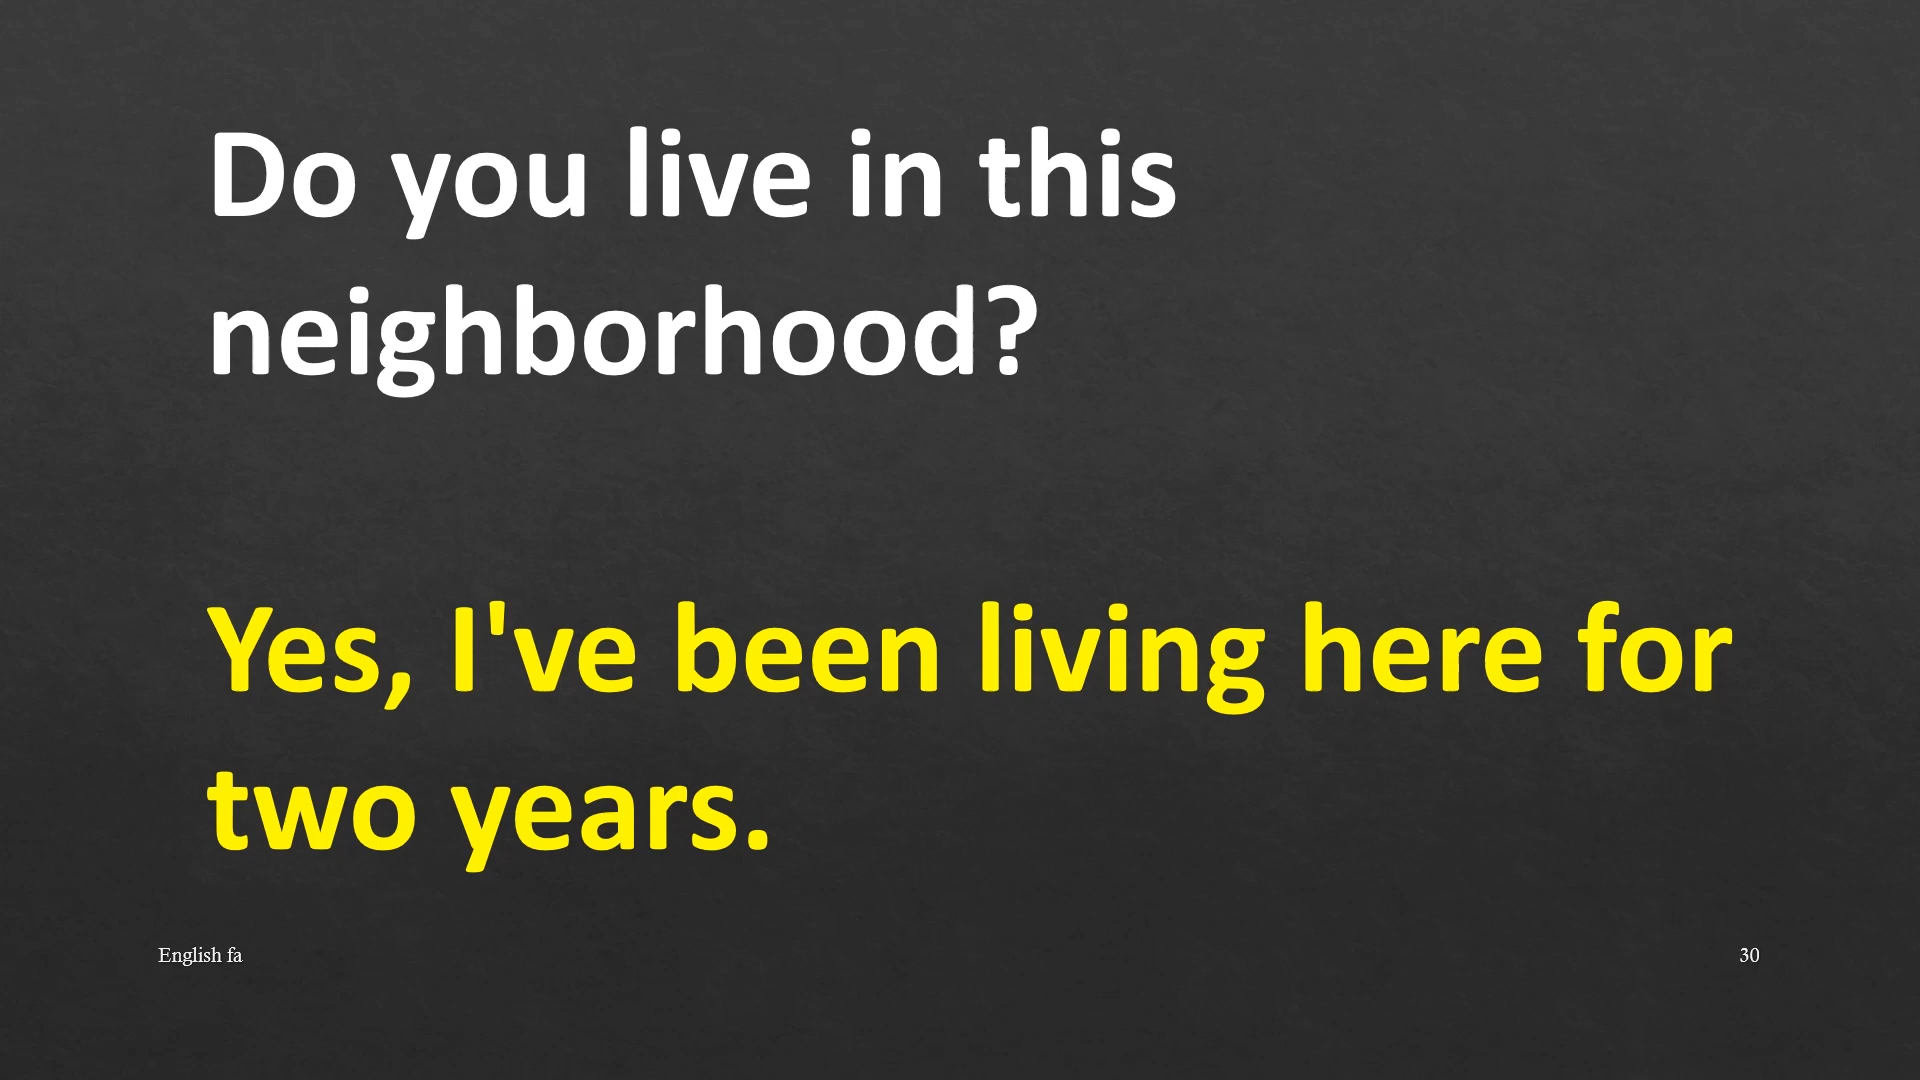 Do you live in this
neighborhood?
Yes, I've been living here for
two years.
English fa
30